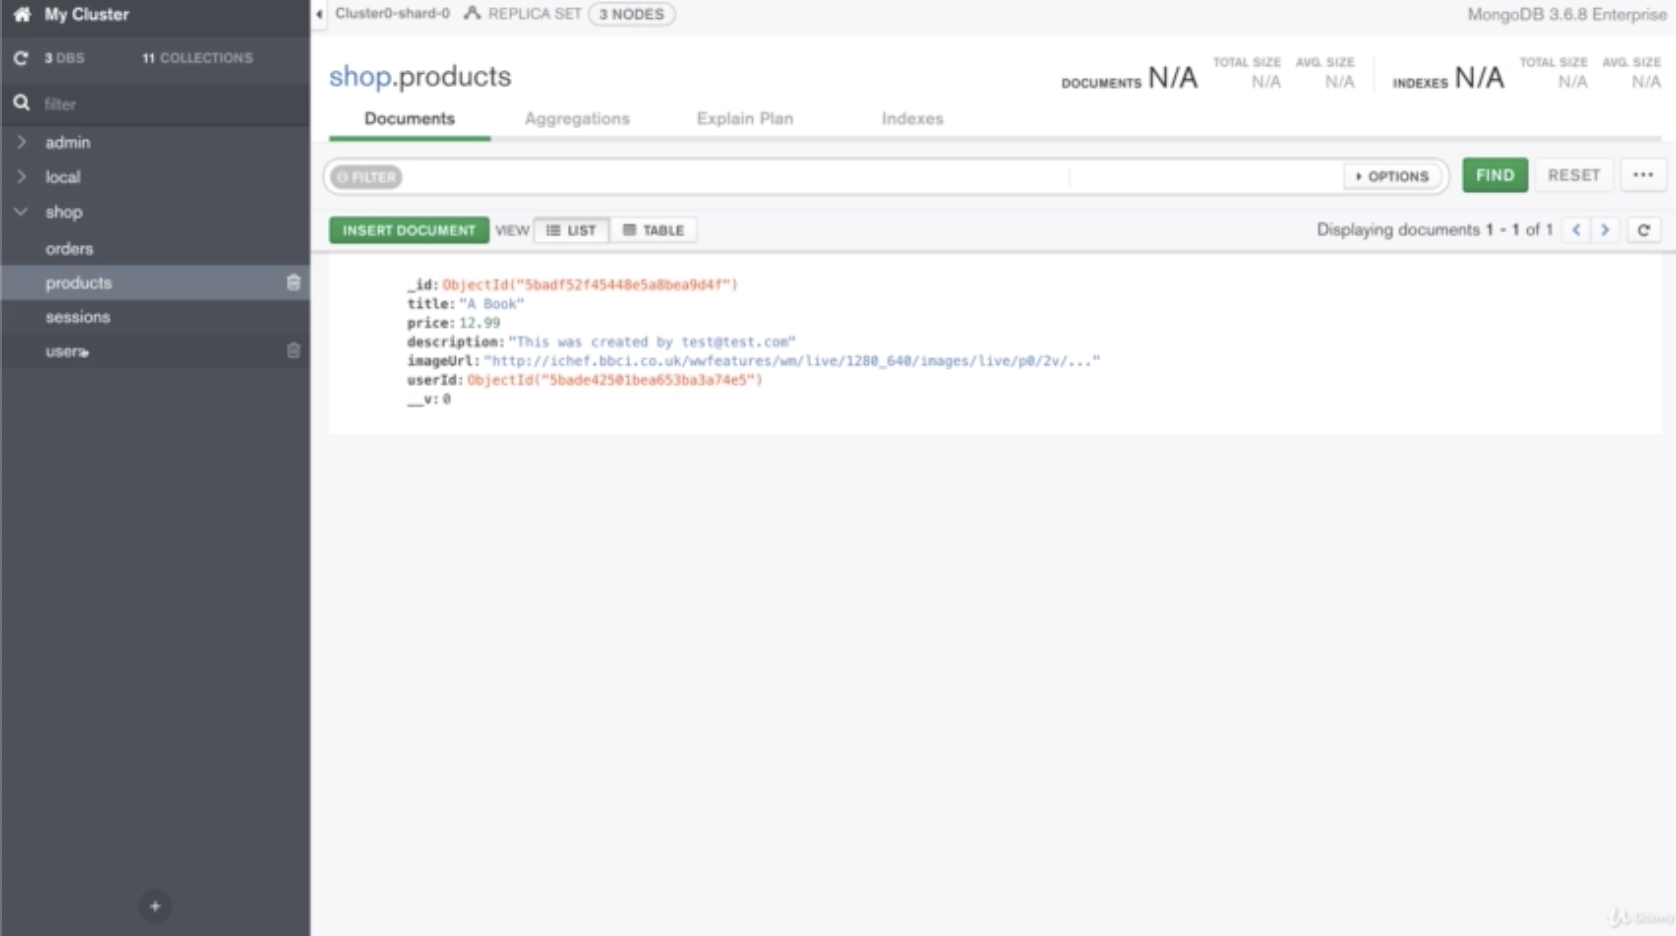 My Cluster
3 DBS 11 COLLECTIONS
filter
admin
local
shop
orders
products
sessions
users
Cluster0-shard-0 REPLICA SET 3 NODES
MongoDB 3.6.8 Enterprise
shop.products
DOCUMENTS N/A TOTAL SIZE N/A AVG. SIZE N/A
INDEXES N/A TOTAL SIZE N/A AVG. SIZE N/A
Documents Aggregations Explain Plan Indexes
FILTER OPTIONS FIND RESET ...
INSERT DOCUMENT VIEW LIST TABLE Displaying documents 1 - 1 of 1
_id: ObjectId("5badf52f45448e5a8bea9d4f")
title: "A Book"
price: 12.99
description: "This was created by test@test.com"
imageUrl: "http://ichef.bbci.co.uk/wwfeatures/wm/live/1280_640/images/live/p0/2v/..."
userId: ObjectId("5bade42501bea653ba3a74e5")
__v: 0
Udemy